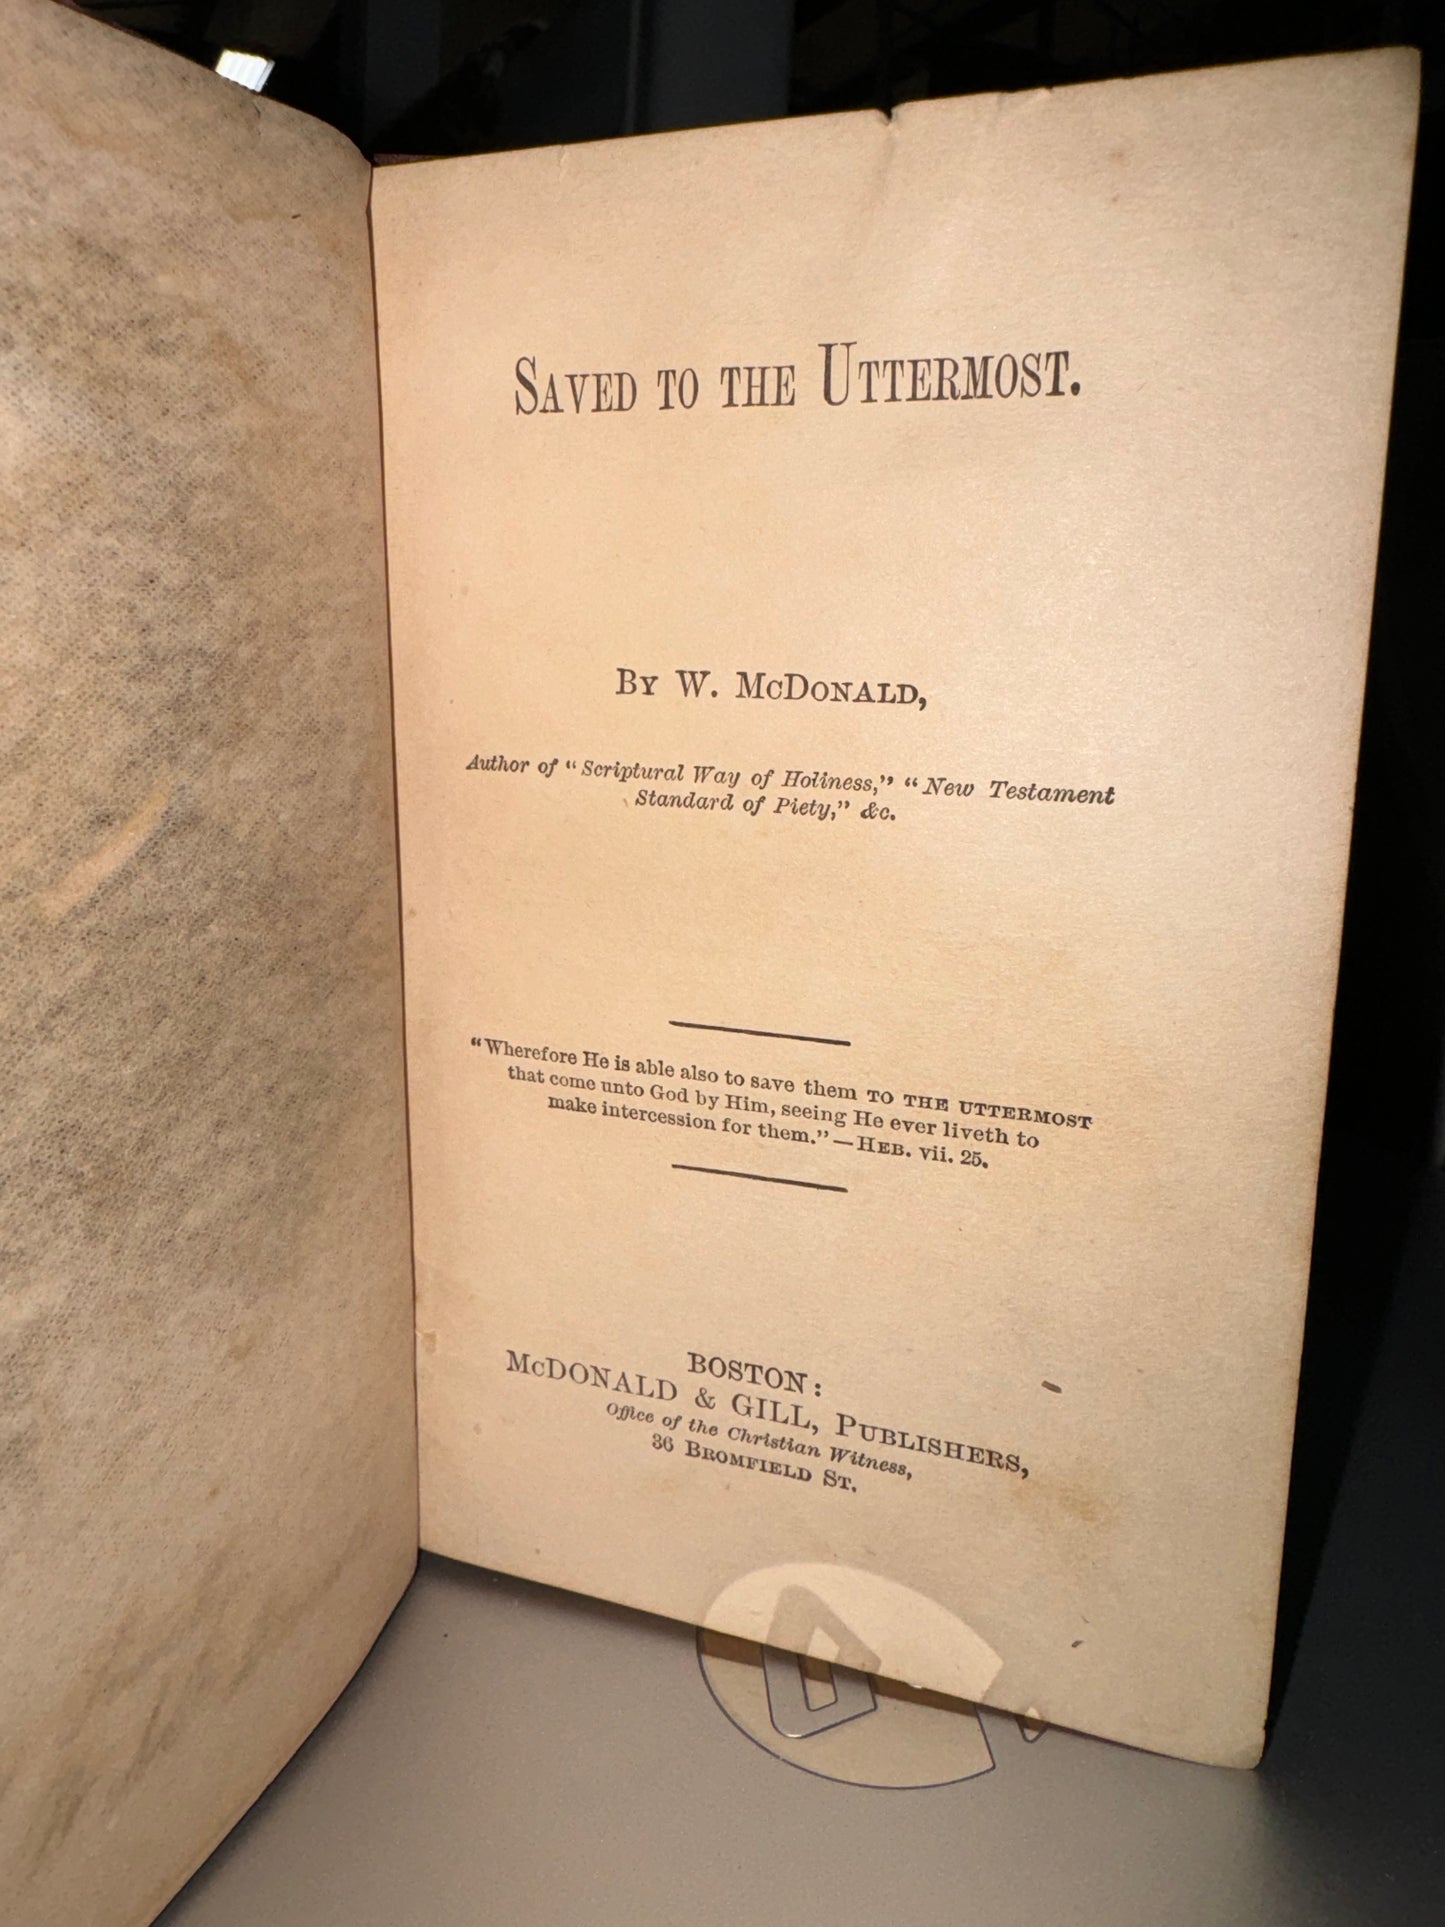 SAVED TO THE UTTERMOST.
BY W. MCDONALD,
Author of “Scriptural Way of Holiness,” “New Testament
Standard of Piety,” &c.
“Wherefore He is able also to save them TO THE UTTERMOST
that come unto God by Him, seeing He ever liveth to
make intercession for them.”—HEB. vii. 25.
BOSTON:
McDONALD & GILL, PUBLISHERS,
Office of the Christian Witness,
36 BROMFIELD ST.